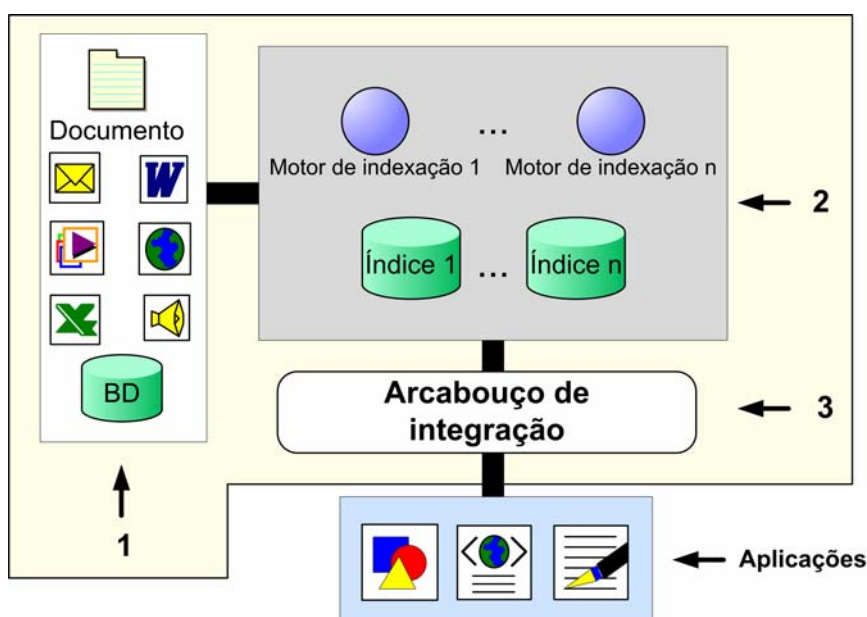 Documento
W
X
BD
1
...
Motor de indexação 1
Motor de indexação n
Índice 1
...
Índice n
2
Arcabouço de
integração
3
< >
Aplicações